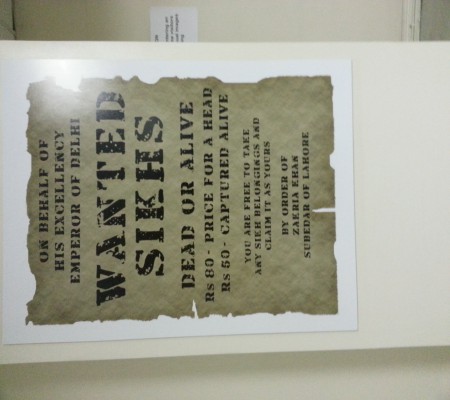 ON BEHALF OF
HIS EXCELLENCY
EMPEROR OF DELHI
WANTED
SIKHS
DEAD OR ALIVE
Rs 80 - PRICE FOR A HEAD
Rs 50 - CAPTURED ALIVE
YOU ARE FREE TO TAKE
ANY SIKH BELONGINGS AND
CLAIM IT AS YOURS
BY ORDER OF
ZAKRIA KHAN
SUBEDAR OF LAHORE